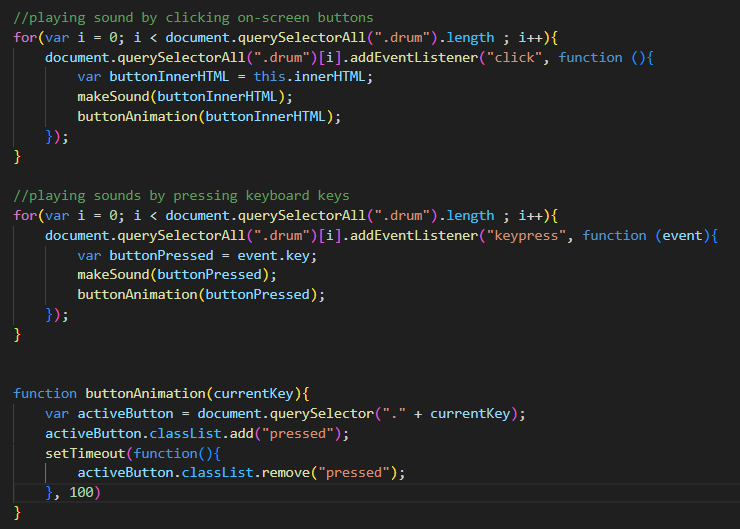 //playing sound by clicking on-screen buttons
for(var i = 0; i < document.querySelectorAll(".drum").length ; i++){
    document.querySelectorAll(".drum")[i].addEventListener("click", function (){
        var buttonInnerHTML = this.innerHTML;
        makeSound(buttonInnerHTML);
        buttonAnimation(buttonInnerHTML);
    });
}

//playing sounds by pressing keyboard keys
for(var i = 0; i < document.querySelectorAll(".drum").length ; i++){
    document.querySelectorAll(".drum")[i].addEventListener("keypress", function (event){
        var buttonPressed = event.key;
        makeSound(buttonPressed);
        buttonAnimation(buttonPressed);
    });
}


function buttonAnimation(currentKey){
    var activeButton = document.querySelector("." + currentKey);
    activeButton.classList.add("pressed");
    setTimeout(function(){
        activeButton.classList.remove("pressed");
    }, 100)
}